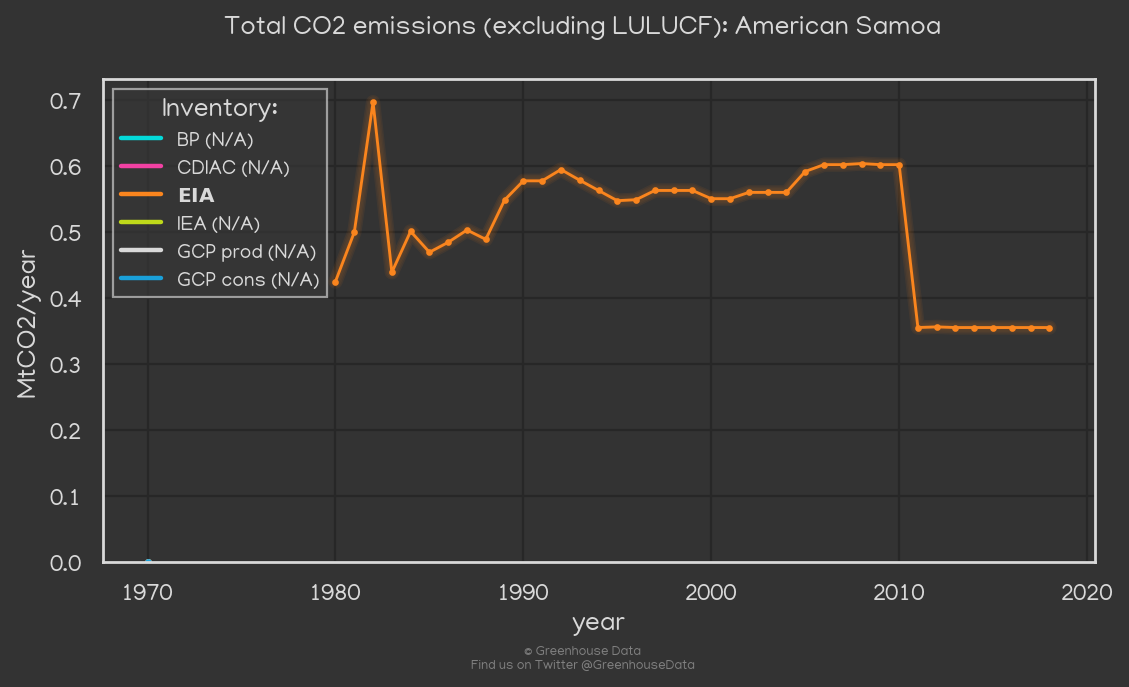 Total CO2 emissions (excluding LULUCF): American Samoa
Inventory:
BP (N/A)
CDIAC (N/A)
EIA
IEA (N/A)
GCP prod (N/A)
GCP cons (N/A)
0.7
0.6
0.5
0.4
0.3
0.2
0.1
0.0
MtCO2/year
1970 1980 1990 2000 2010 2020
year
© Greenhouse Data
Find us on Twitter @GreenhouseData